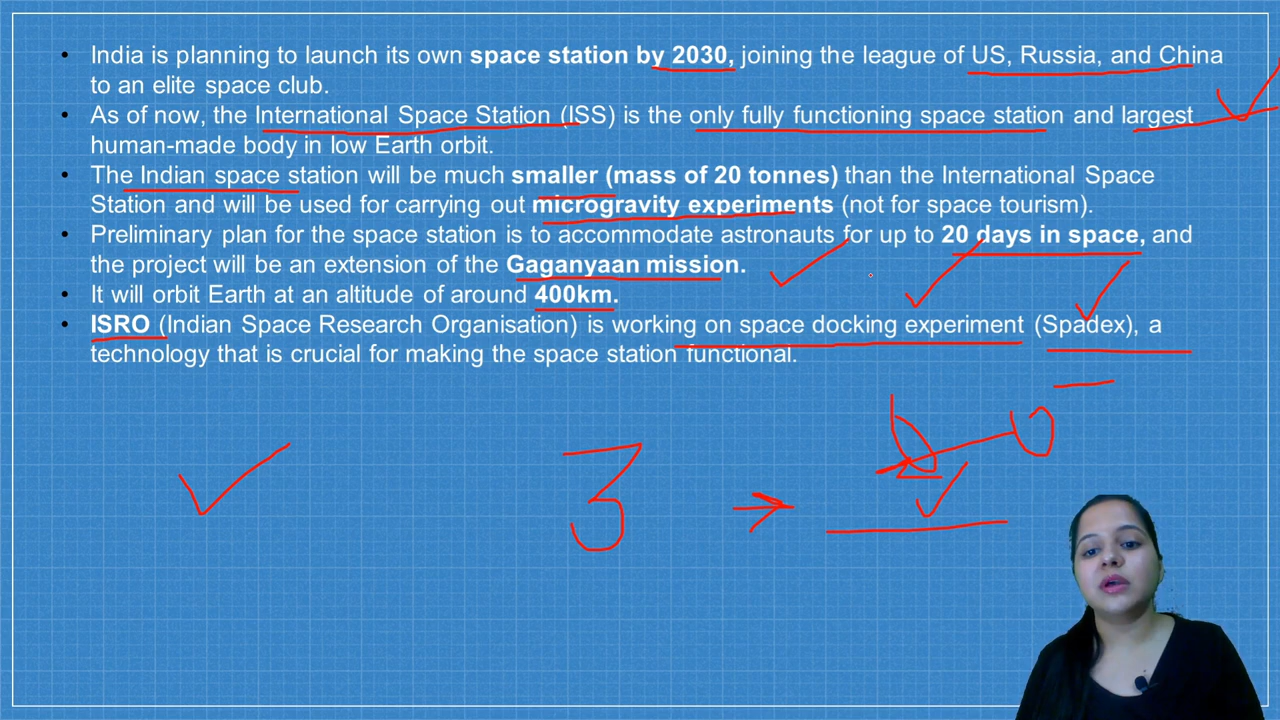 • India is planning to launch its own space station by 2030, joining the league of US, Russia, and China
to an elite space club.
• As of now, the International Space Station (ISS) is the only fully functioning space station and largest
human-made body in low Earth orbit.
• The Indian space station will be much smaller (mass of 20 tonnes) than the International Space
Station and will be used for carrying out microgravity experiments (not for space tourism).
• Preliminary plan for the space station is to accommodate astronauts for up to 20 days in space, and
the project will be an extension of the Gaganyaan mission.
• It will orbit Earth at an altitude of around 400km.
• ISRO (Indian Space Research Organisation) is working on space docking experiment (Spadex), a
technology that is crucial for making the space station functional.
3